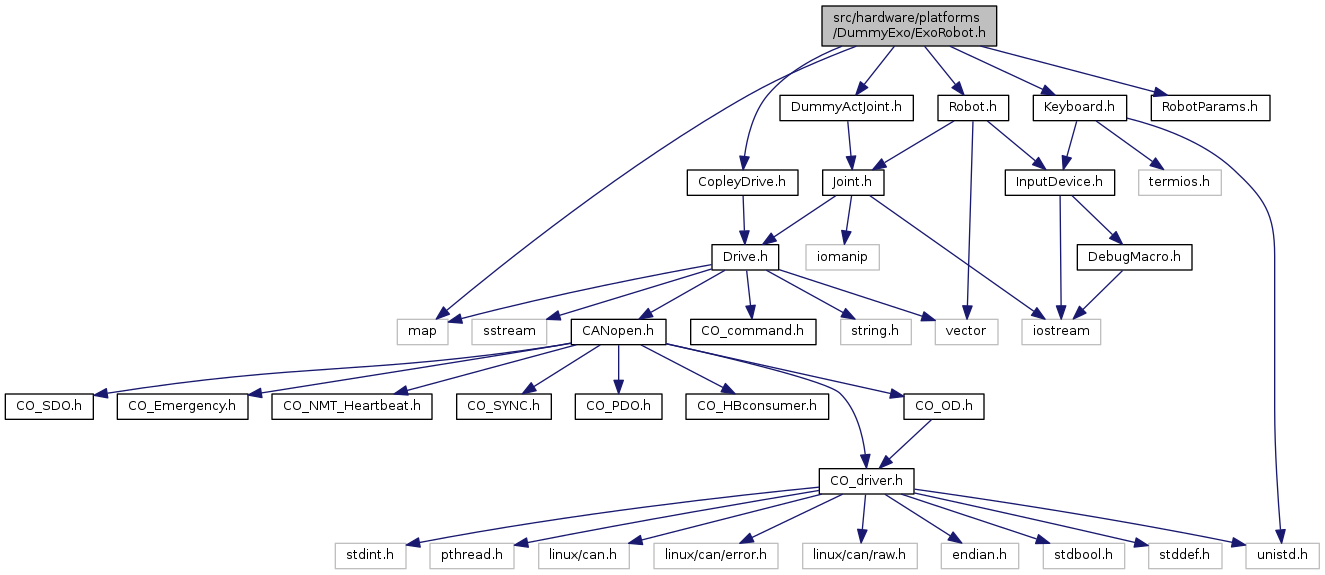 src/hardware/platforms
/DummyExo/ExoRobot.h
DummyActJoint.h
Robot.h
Keyboard.h
RobotParams.h
CopleyDrive.h
Joint.h
InputDevice.h
termios.h
Drive.h
iomanip
DebugMacro.h
map
sstream
CANopen.h
CO_command.h
string.h
vector
iostream
CO_SDO.h
CO_Emergency.h
CO_NMT_Heartbeat.h
CO_SYNC.h
CO_PDO.h
CO_HBconsumer.h
CO_OD.h
CO_driver.h
stdint.h
pthread.h
linux/can.h
linux/can/error.h
linux/can/raw.h
endian.h
stdbool.h
stddef.h
unistd.h